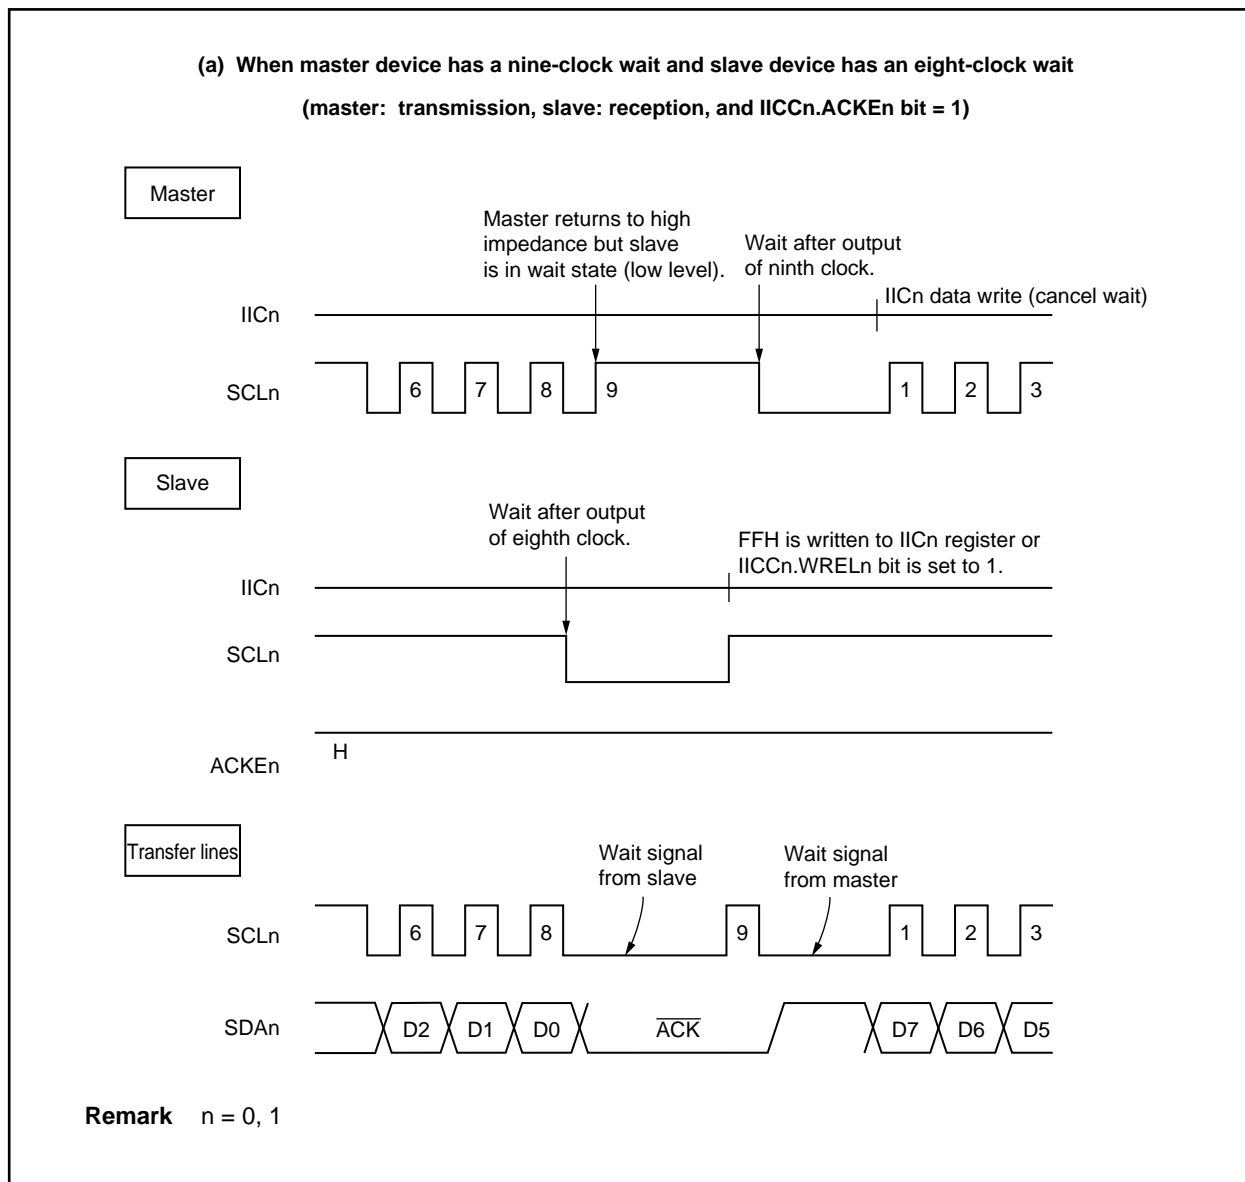 (a) When master device has a nine-clock wait and slave device has an eight-clock wait
(master: transmission, slave: reception, and IICCn.ACKEn bit = 1)
Master
Master returns to high
impedance but slave
is in wait state (low level).
Wait after output
of ninth clock.
IICn data write (cancel wait)
IICn
SCLn
6 7 8 9 1 2 3
Slave
Wait after output
of eighth clock.
FFH is written to IICn register or
IICCn.WRELn bit is set to 1.
IICn
SCLn
H
ACKEn
Transfer lines
Wait signal
from slave
Wait signal
from master
SCLn
6 7 8 9 1 2 3
SDAn
D2 D1 D0 ACK D7 D6 D5
Remark n = 0, 1